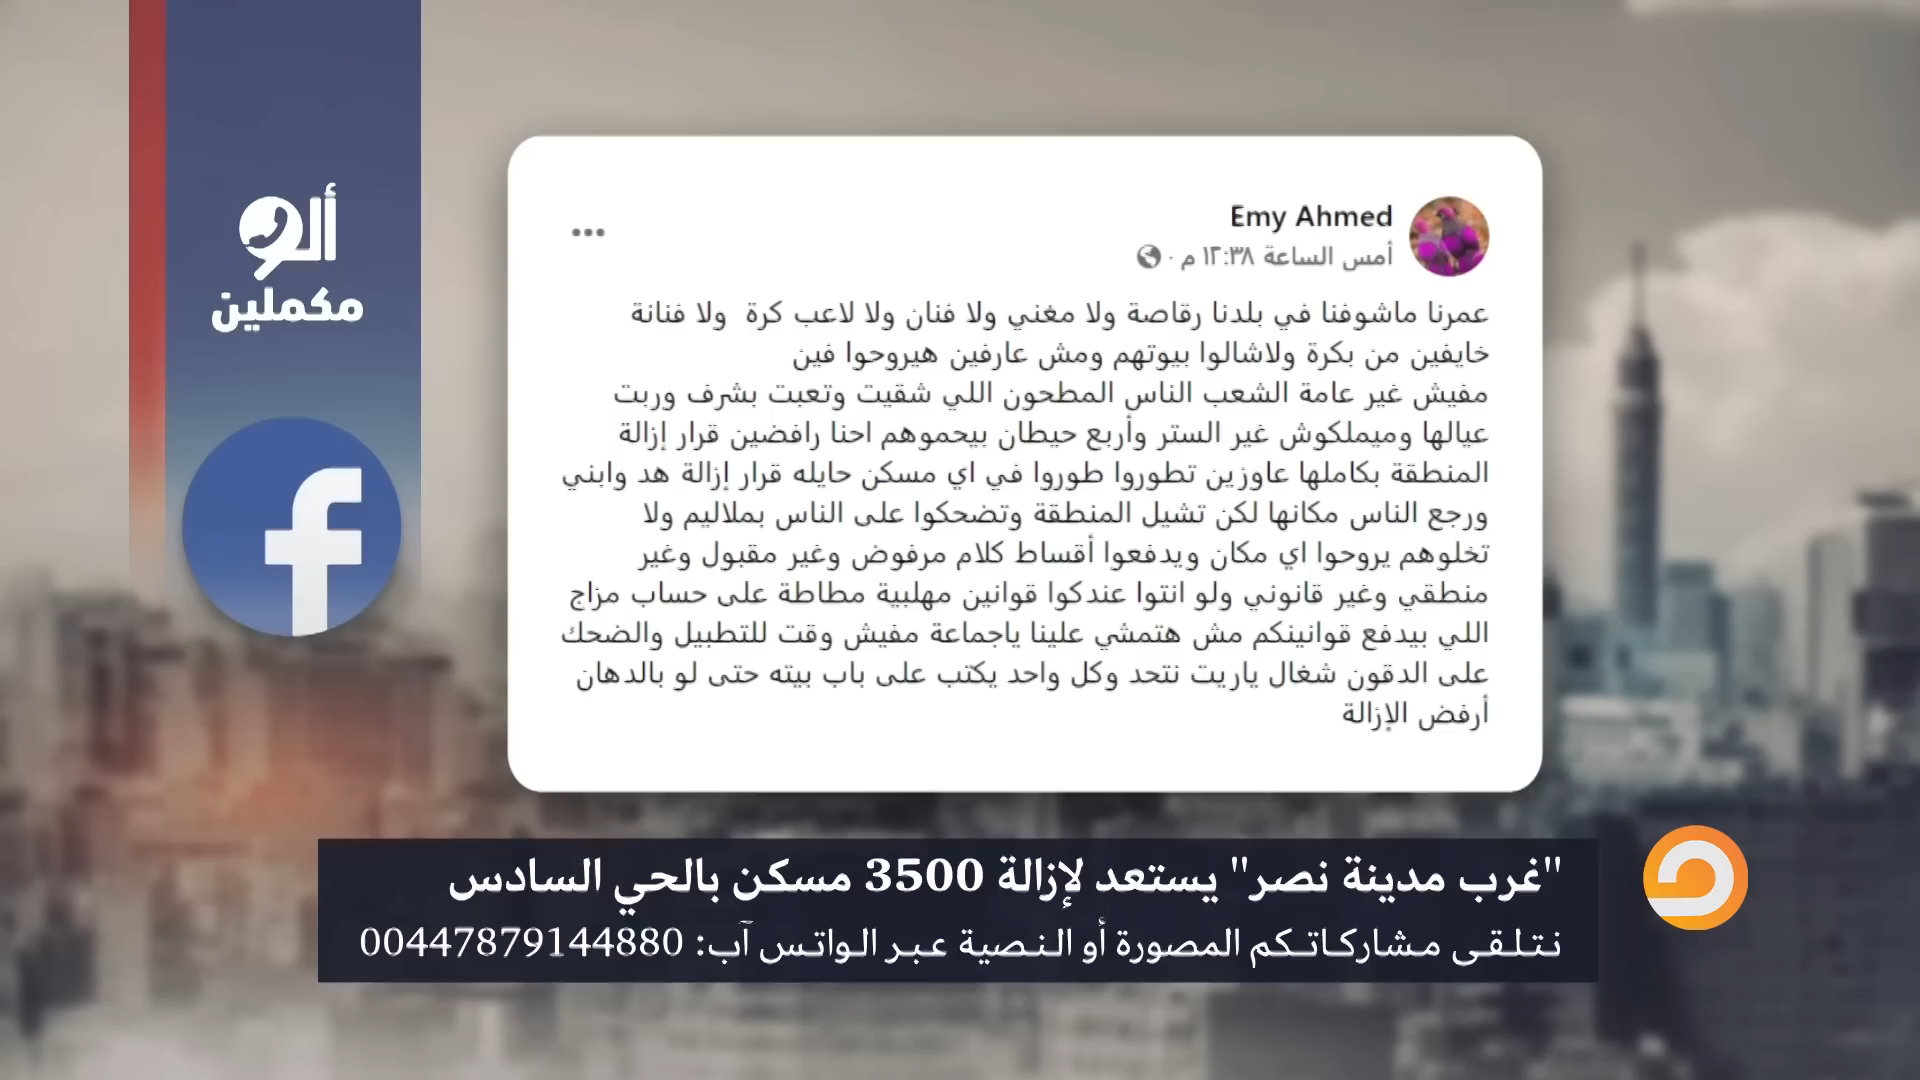 ألو
مكملين
Emy Ahmed
أمس الساعة ١٢:٣٨ م
عمرنا ماشوفنا في بلدنا رقاصة ولا مغني ولا فنان ولا لاعب كرة ولا فنانة
خايفين من بكرة ولاشالوا بيوتهم ومش عارفين هيروحوا فين
مفيش غير عامة الشعب الناس المطحون اللي شقيت وتعبت بشرف وربت
عيالها وميملكوش غير الستر وأربع حيطان بيحموهم احنا رافضين قرار إزالة
المنطقة بكاملها عاوزين تطوروا طوروا في اي مسكن حايله قرار إزالة هد وابني
ورجع الناس مكانها لكن تشيل المنطقة وتضحكوا على الناس بملاليم ولا
تخلوهم يروحوا اي مكان ويدفعوا أقساط كلام مرفوض وغير مقبول وغير
منطقي وغير قانوني ولو انتوا عندكوا قوانين مهلبية مطاطة على حساب مزاج
اللي بيدفع قوانينكم مش هتمشي علينا ياجماعة مفيش وقت للتطبيل والضحك
على الدقون شغال ياريت نتحد وكل واحد يكتب على باب بيته حتى لو بالدهان
أرفض الإزالة
"غرب مدينة نصر" يستعد لإزالة 3500 مسكن بالحي السادس
نتلقى مشاركاتكم المصورة أو النصية عبر الواتس آب: 00447879144880